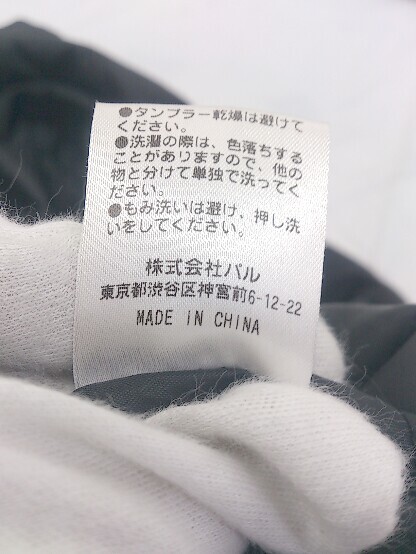 ●タンブラー乾燥は避けて
ください。
●洗濯の際は、色落ちする
ことがありますので、他の
物と分けて単独で洗ってく
ださい。
●もみ洗いは避け、押し洗
いをしてください。
株式会社パル
東京都渋谷区神宮前6-12-22
MADE IN CHINA